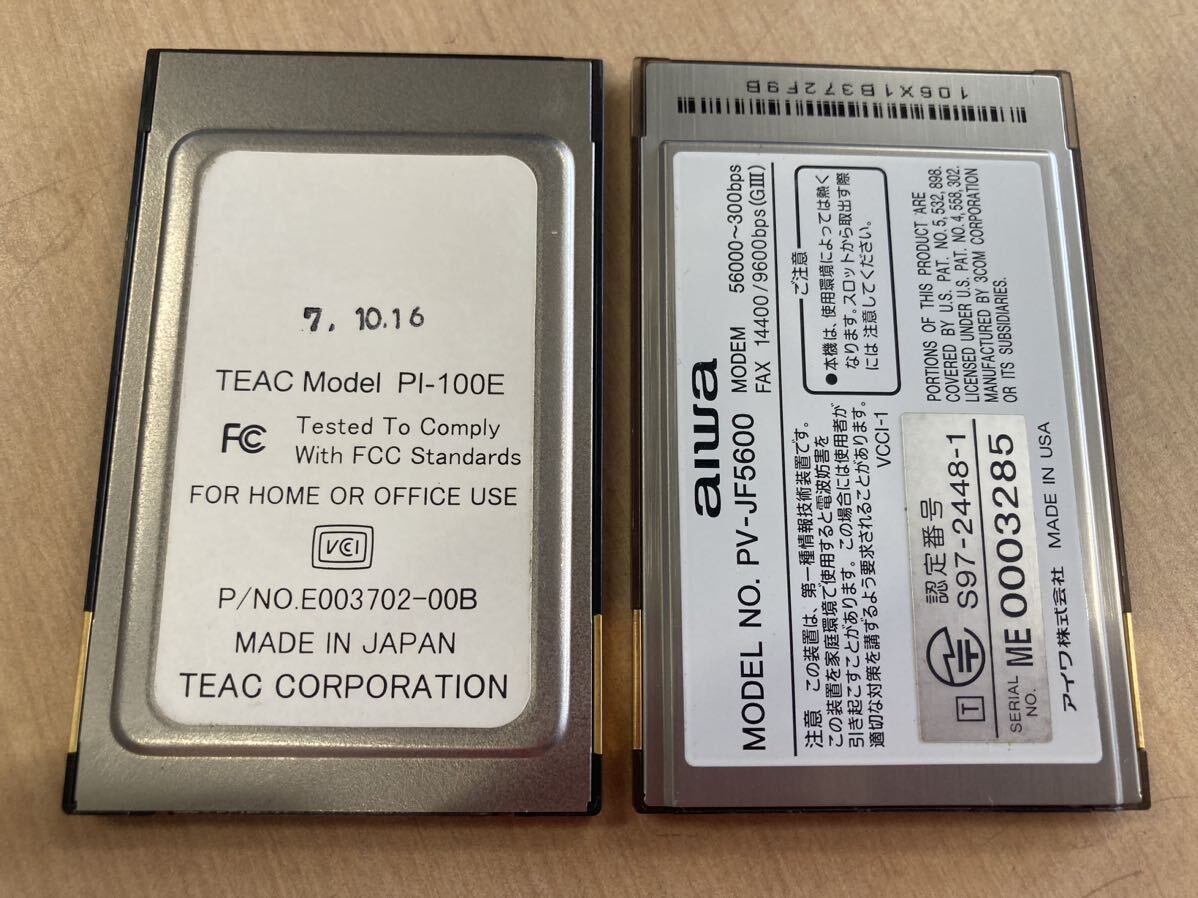 7. 10.16
TEAC Model PI-100E
FC Tested To Comply
With FCC Standards
FOR HOME OR OFFICE USE
VCI
P/NO.E003702-00B
MADE IN JAPAN
TEAC CORPORATION
106X1B372F9B
aiwa
MODEL NO. PV-JF5600
MODEM 56000~300bps
FAX 14400/9600bps(GIII)
注意 この装置は、第一種情報技術装置です。
この装置を家庭環境で使用すると電波妨害を
引き起こすことがあります。この場合には使用者が
適切な対策を講ずるよう要求されることがあります。
VCCI-1
ご注意
●本機は、使用環境によっては熱く
なります。スロットから取出す際
には注意してください。
認定番号
T S97-2448-1
SERIAL NO. ME 0003285
PORTIONS OF THIS PRODUCT ARE
COVERED BY U.S. PAT. NO. 5,532,898.
LICENSED UNDER U.S. PAT. NO. 4,558,302.
MANUFACTURED BY 3COM CORPORATION
OR ITS SUBSIDIARIES.
アイワ株式会社 MADE IN USA